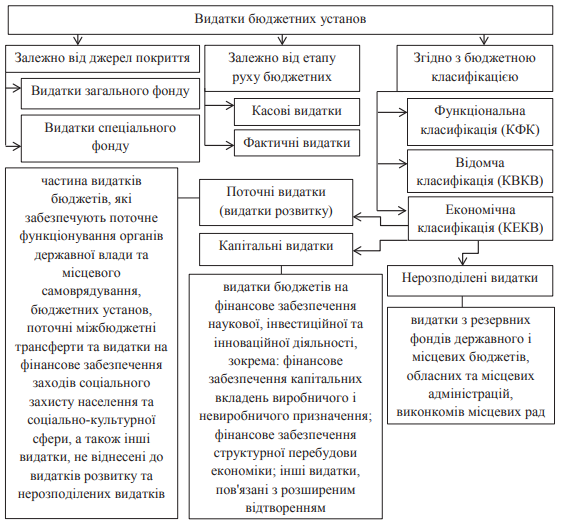 Видатки бюджетних установ
Залежно від джерел покриття
Видатки загального фонду
Видатки спеціального
фонду
Залежно від етапу
руху бюджетних
Касові видатки
Фактичні видатки
Згідно з бюджетною
класифікацією
Функціональна
класифікація (КФК)
Відомча
класифікація (КВКВ)
Економічна
класифікація (КЕКВ)
Поточні видатки
(видатки розвитку)
частина видатків
бюджетів, які
забезпечують поточне
функціонування органів
державної влади та
місцевого
самоврядування,
бюджетних установ,
поточні міжбюджетні
трансферти та видатки на
фінансове забезпечення
заходів соціального
захисту населення та
соціально-культурної
сфери, а також інші
видатки, не віднесені до
видатків розвитку та
нерозподілених видатків
Капітальні видатки
видатки бюджетів на
фінансове забезпечення
наукової, інвестиційної та
інноваційної діяльності,
зокрема: фінансове
забезпечення капітальних
вкладень виробничого і
невиробничого призначення;
фінансове забезпечення
структурної перебудови
економіки; інші видатки,
пов'язані з розширеним
відтворенням
Нерозподілені видатки
видатки з резервних
фондів державного і
місцевих бюджетів,
обласних та місцевих
адміністрацій,
виконкомів місцевих рад